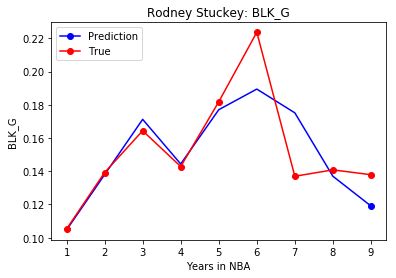 Rodney Stuckey: BLK_G
Prediction
True
0.22
0.20
0.18
0.16
0.14
0.12
0.10
BLK_G
1 2 3 4 5 6 7 8 9
Years in NBA